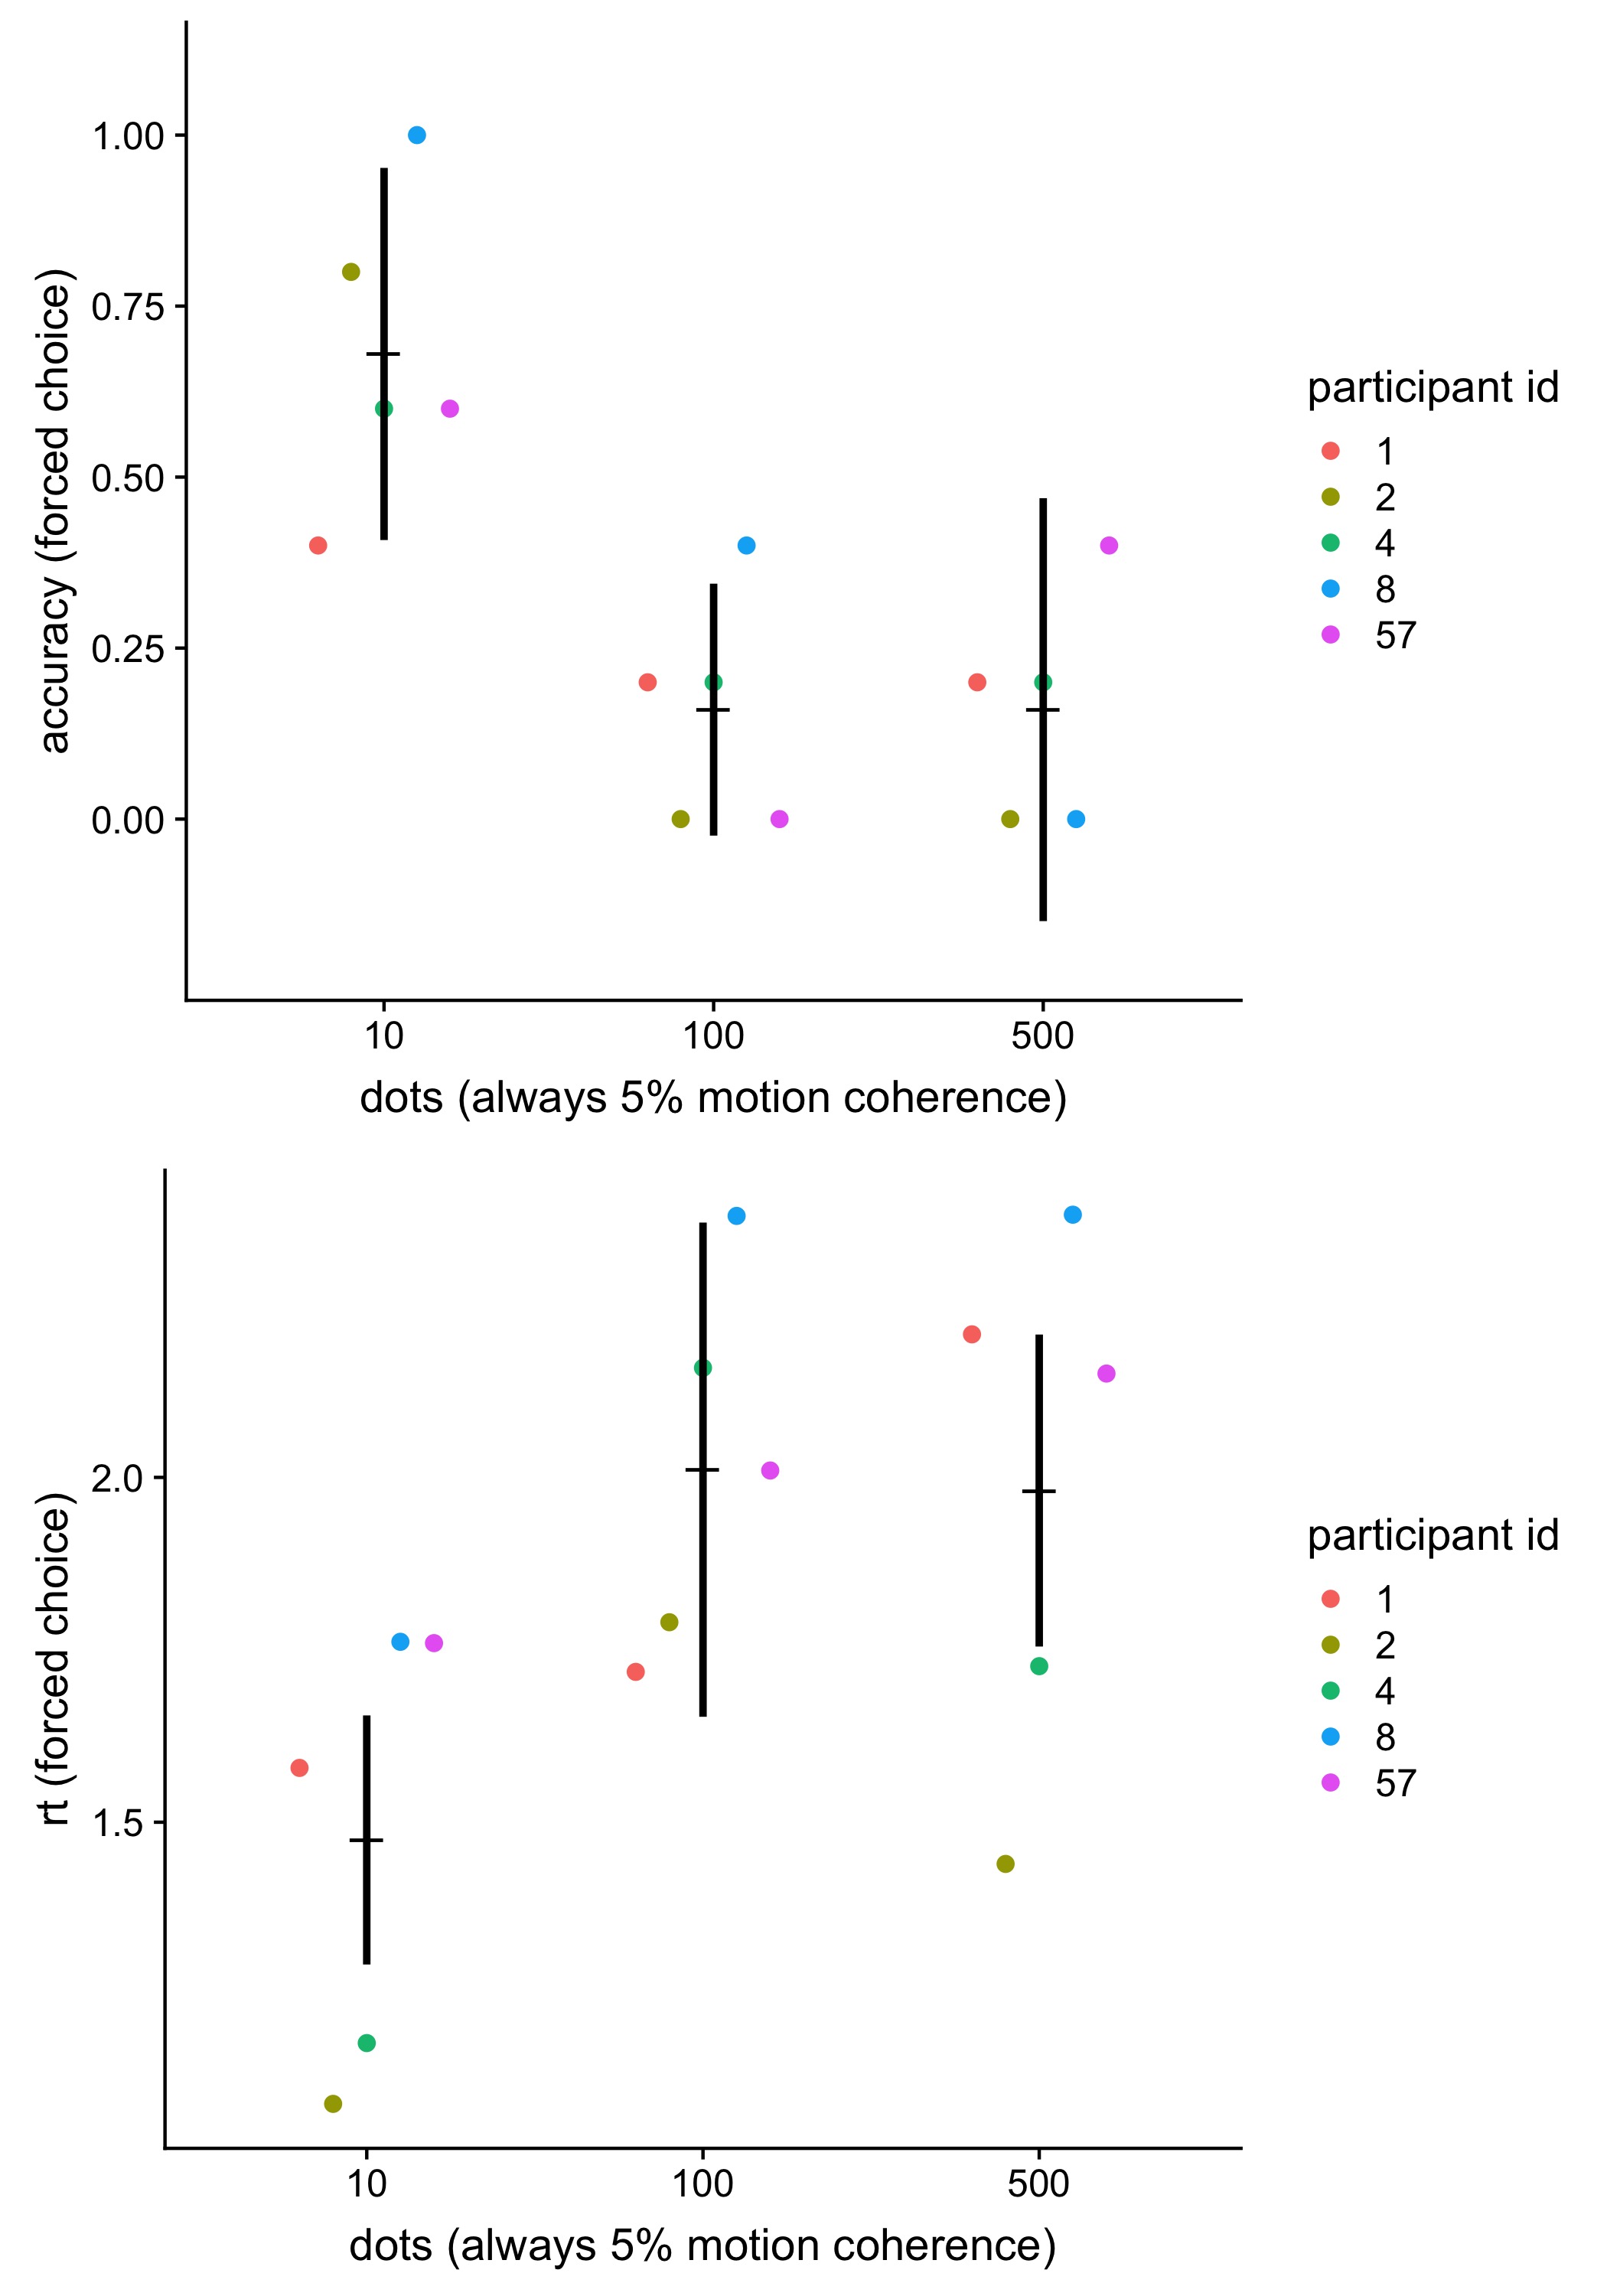 accuracy (forced choice)
1.00
0.75
0.50
0.25
0.00
10 100 500
dots (always 5% motion coherence)
participant id
1
2
4
8
57
rt (forced choice)
2.0
1.5
10 100 500
dots (always 5% motion coherence)
participant id
1
2
4
8
57